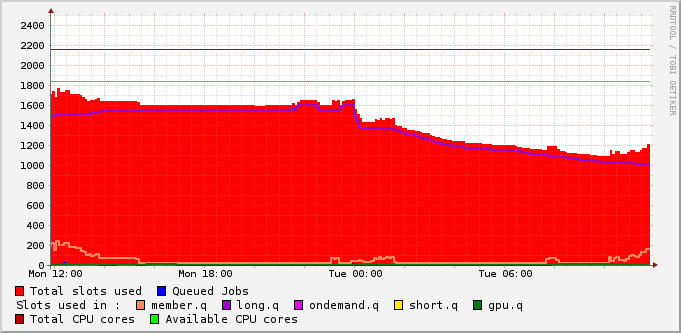 RRDTOOL / TOBI OETIKER
2400
2200
2000
1800
1600
1400
1200
1000
800
600
400
200
0
Mon 12:00 Mon 18:00 Tue 00:00 Tue 06:00
Total slots used Queued Jobs
Slots used in : member.q long.q ondemand.q short.q gpu.q
Total CPU cores Available CPU cores